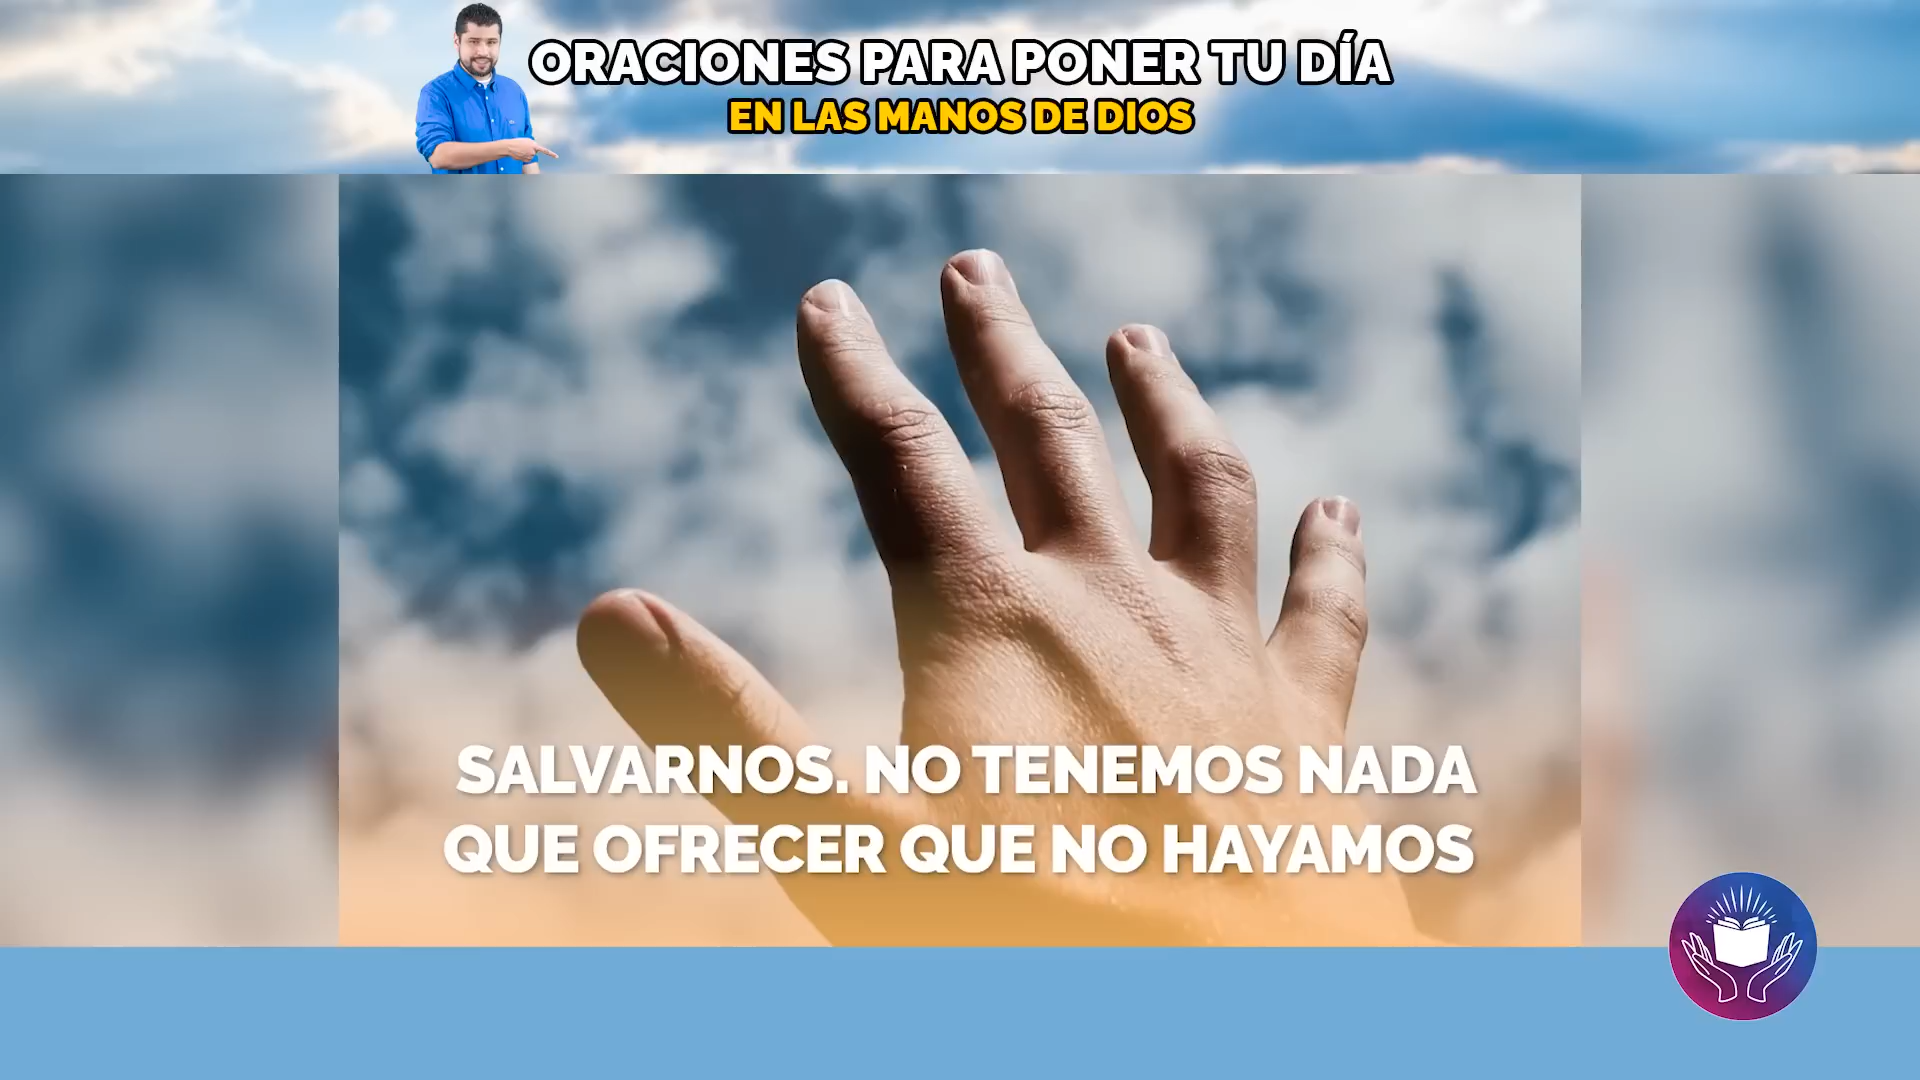 ORACIONES PARA PONER TU DÍA
EN LAS MANOS DE DIOS
SALVARNOS. NO TENEMOS NADA
QUE OFRECER QUE NO HAYAMOS